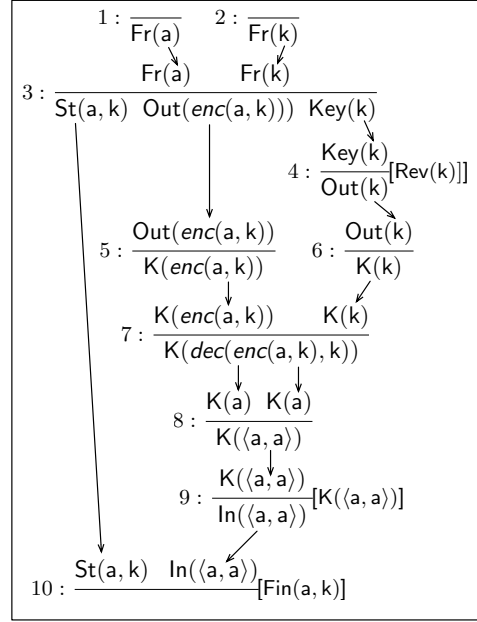 1 : Fr(a) 2 : Fr(k)
Fr(a) Fr(k)
3 :
St(a, k) Out(enc(a, k))) Key(k)
Key(k)
4 : [Rev(k)]]
Out(k)
Out(enc(a, k)) Out(k)
5 : 6 :
K(enc(a, k)) K(k)
K(enc(a, k)) K(k)
7 :
K(dec(enc(a, k), k))
K(a) K(a)
8 :
K(⟨a, a⟩)
K(⟨a, a⟩)
9 : [K(⟨a, a⟩)]
In(⟨a, a⟩)
St(a, k) In(⟨a, a⟩)
10 : [Fin(a, k)]